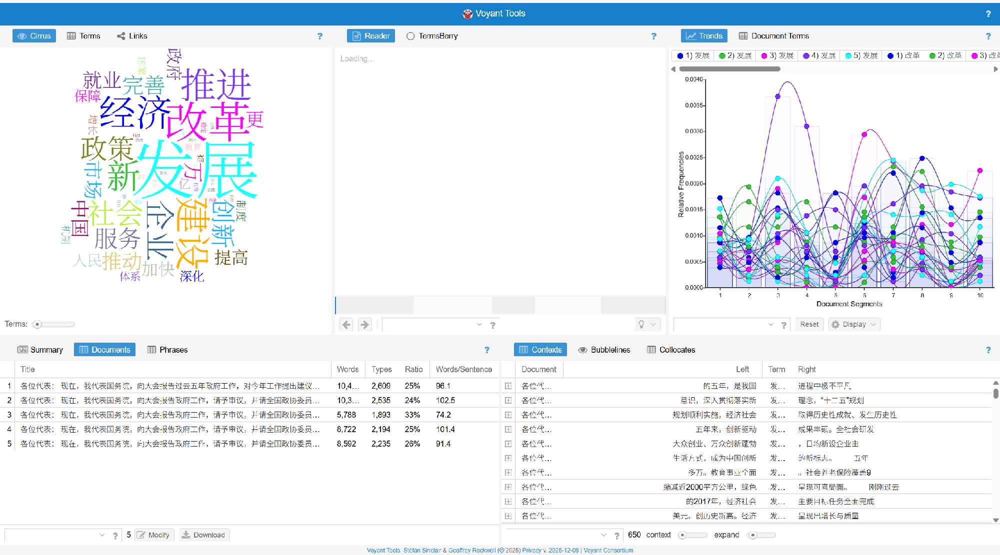 Voyant Tools
?
Cirrus Terms Links ?
Reader TermsBerry ?
Trends Document Terms ?
政府
国家
就业
完善
推进
保障
经济
改革
更
增长
稳定
政策
科技
持续
教育
发展
新
市场
万
亿
元
群众
投资
金融
保
质量
中国
社会
企业
建设
创新
制度
机制
服务
人民
推动
加快
提高
体系
深化
Terms:
Loading...
?
1) 发展 2) 发展 3) 发展 4) 发展 5) 发展 1) 改革 2) 改革 3) 改革
0.0040
0.0035
0.0030
0.0025
0.0020
0.0015
0.0010
0.0005
0.0000
Relative Frequencies
1 2 3 4 5 6 7 8 9 10
Document Segments
? Reset Display
Summary Documents Phrases ?
Title Words Types Ratio Words/Sentence
1 各位代表： 现在，我代表国务院，向大会报告过去五年政府工作，对今年工作提出建议... 10,4... 2,609 25% 96.1
2 各位代表： 现在，我代表国务院，向大会报告政府工作，请予审议，并请全国政协委员... 10,3... 2,535 24% 102.5
3 各位代表： 现在，我代表国务院，向大会报告政府工作，请予审议，并请全国政协委员... 5,788 1,893 33% 74.2
4 各位代表： 现在，我代表国务院，向大会报告政府工作，请予审议，并请全国政协委员... 8,722 2,194 25% 101.4
5 各位代表： 现在，我代表国务院，向大会报告政府工作，请予审议，并请全国政协委员... 8,592 2,235 26% 91.4
? 5 Modify Download
Contexts Bubblelines Collocates ?
Document Left Term Right
各位代... 的五年，是我国 发... 进程中极不平凡
各位代... 意识，深入贯彻落实新 发... 理念，“十二五”规划
各位代... 规划顺利实施，经济社会 发... 取得历史性成就、发生历史性
各位代... 五年来，创新驱动 发... 成果丰硕。全社会研发
各位代... 大众创业、万众创新蓬勃 发... ，日均新设企业由
各位代... 生活方式，成为中国创新 发... 的新标志。 五年
各位代... 多万。教育事业全面 发... 。社会养老保险覆盖9
各位代... 缩减近2000平方公里，绿色 发... 呈现可喜局面。 刚刚过去
各位代... 的2017年，经济社会 发... 主要目标任务全面完成
各位代... 美元、创历史新高。经济 发... 呈现出增长与质量
? 650 context expand
Voyant Tools, Stéfan Sinclair & Geoffrey Rockwell (© 2025) Privacy v. 2025-12-08 | Voyant Consortium